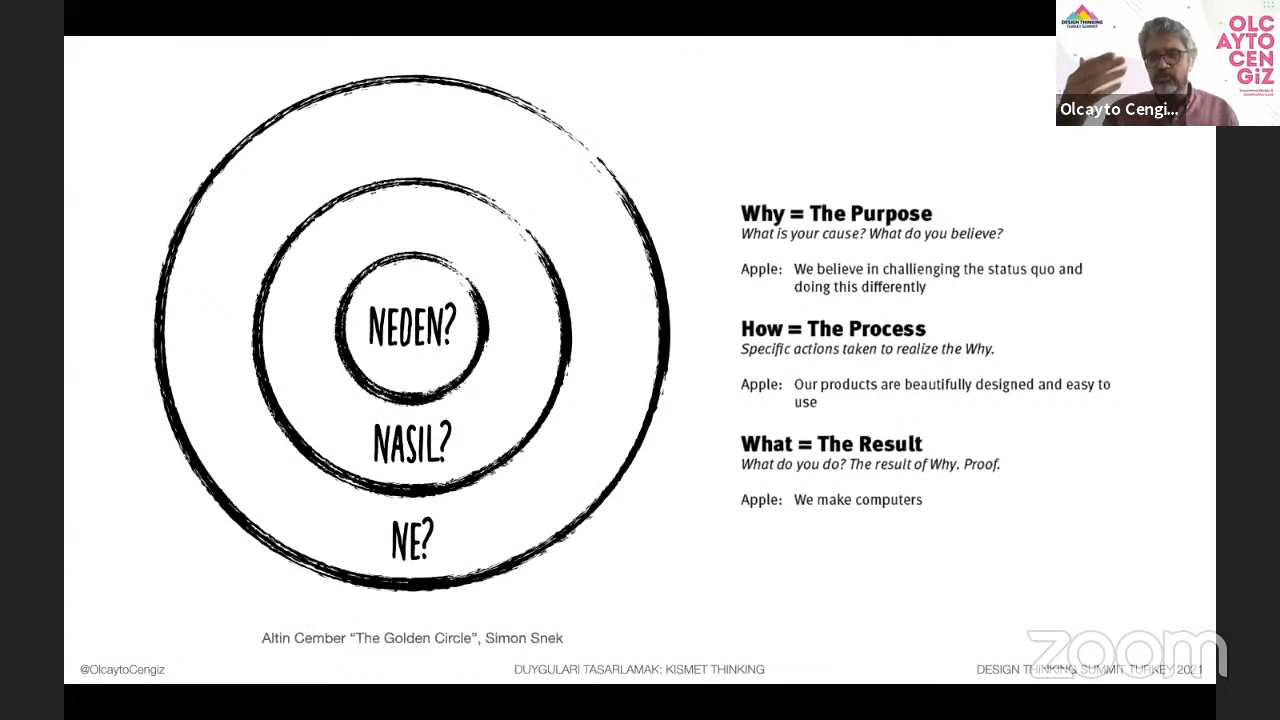 DESIGN THINKING
TURKEY SUMMIT
OLC
AYTO
CEN
GiZ
Olcayto Cengi...
NEDEN?
NASIL?
NE?
Why = The Purpose
What is your cause? What do you believe?
Apple: We believe in challenging the status quo and
doing this differently
How = The Process
Specific actions taken to realize the Why.
Apple: Our products are beautifully designed and easy to
use
What = The Result
What do you do? The result of Why. Proof.
Apple: We make computers
Altin Cember “The Golden Circle”, Simon Snek
@OlcaytoCengiz
DUYGULARI TASARLAMAK: KISMET THINKING
DESIGN THINKING SUMMIT TURKEY 2021
zoom